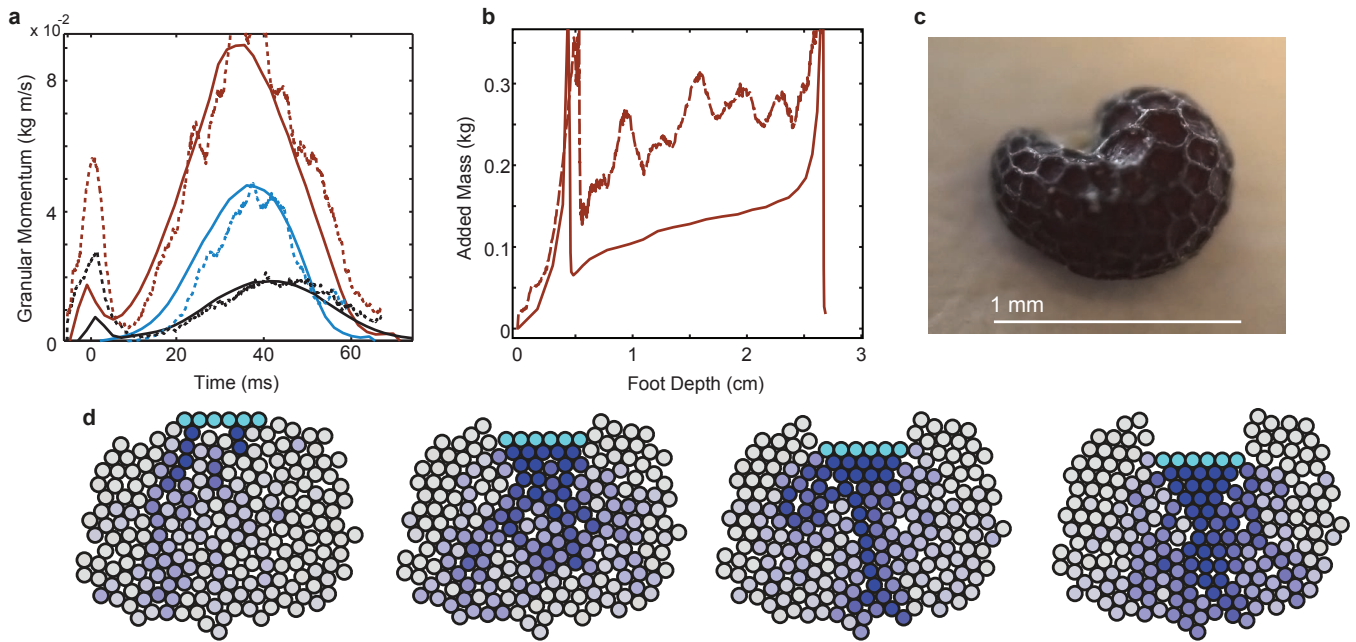 a
x 10-2
8
4
0
Granular Momentum (kg m/s)
0
20
40
60
Time (ms)
b
0.3
0.2
0.1
0
Added Mass (kg)
0
1
2
3
Foot Depth (cm)
c
1 mm
d